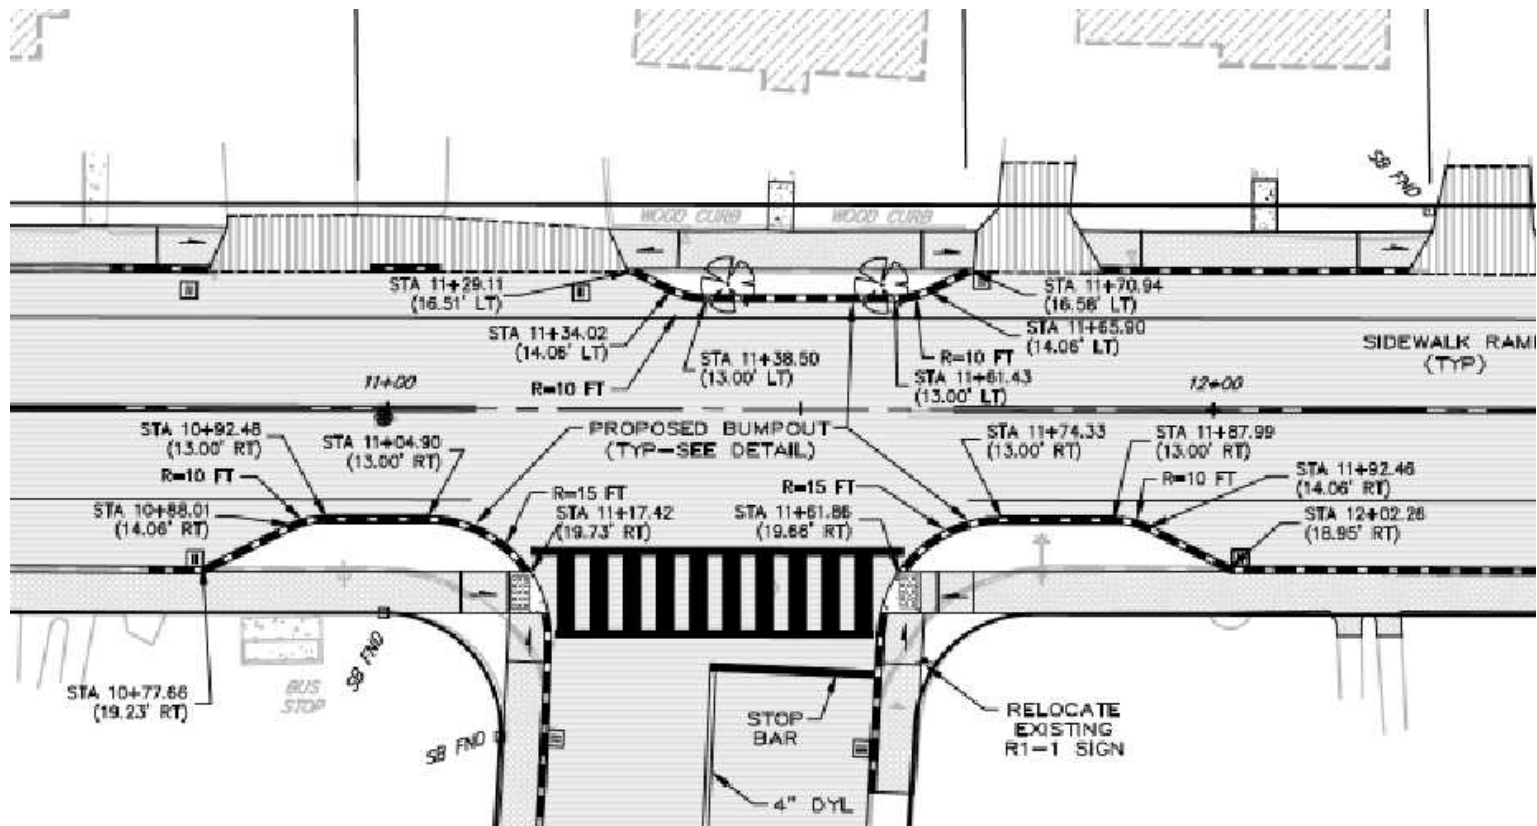 SB FND
WOOD CURB
WOOD CURB
STA 11+29.11
(16.51' LT)
STA 11+70.94
(16.58' LT)
STA 11+34.02
(14.06' LT)
STA 11+65.90
(14.06' LT)
SIDEWALK RAM
(TYP)
STA 11+38.50
(13.00' LT)
R=10 FT
R=10 FT
STA 11+61.43
(13.00' LT)
11+00
12+00
STA 10+92.48
(13.00' RT)
STA 11+04.90
(13.00' RT)
PROPOSED BUMPOUT
(TYP-SEE DETAIL)
STA 11+74.33
(13.00' RT)
STA 11+87.99
(13.00' RT)
R=10 FT
R=15 FT
R=15 FT
R=10 FT
STA 11+92.46
(14.06' RT)
STA 10+88.01
(14.06' RT)
STA 11+17.42
(19.73' RT)
STA 11+61.86
(19.68' RT)
STA 12+02.26
(18.95' RT)
SB FND
BUS
STOP
STA 10+77.66
(19.23' RT)
SB FND
STOP
BAR
RELOCATE
EXISTING
R1-1 SIGN
4" DYL